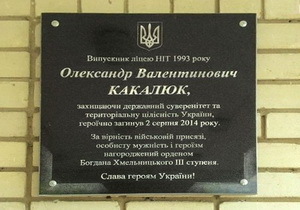 Випускник ліцею НІТ 1993 року
Олександр Валентинович
КАКАЛЮК,
захищаючи державний суверенітет та
територіальну цілісність України,
героїчно загинув 2 серпня 2014 року.
За вірність військовій присязі,
особисту мужність і героїзм
нагороджений орденом
Богдана Хмельницького III ступеня.
Слава героям України!